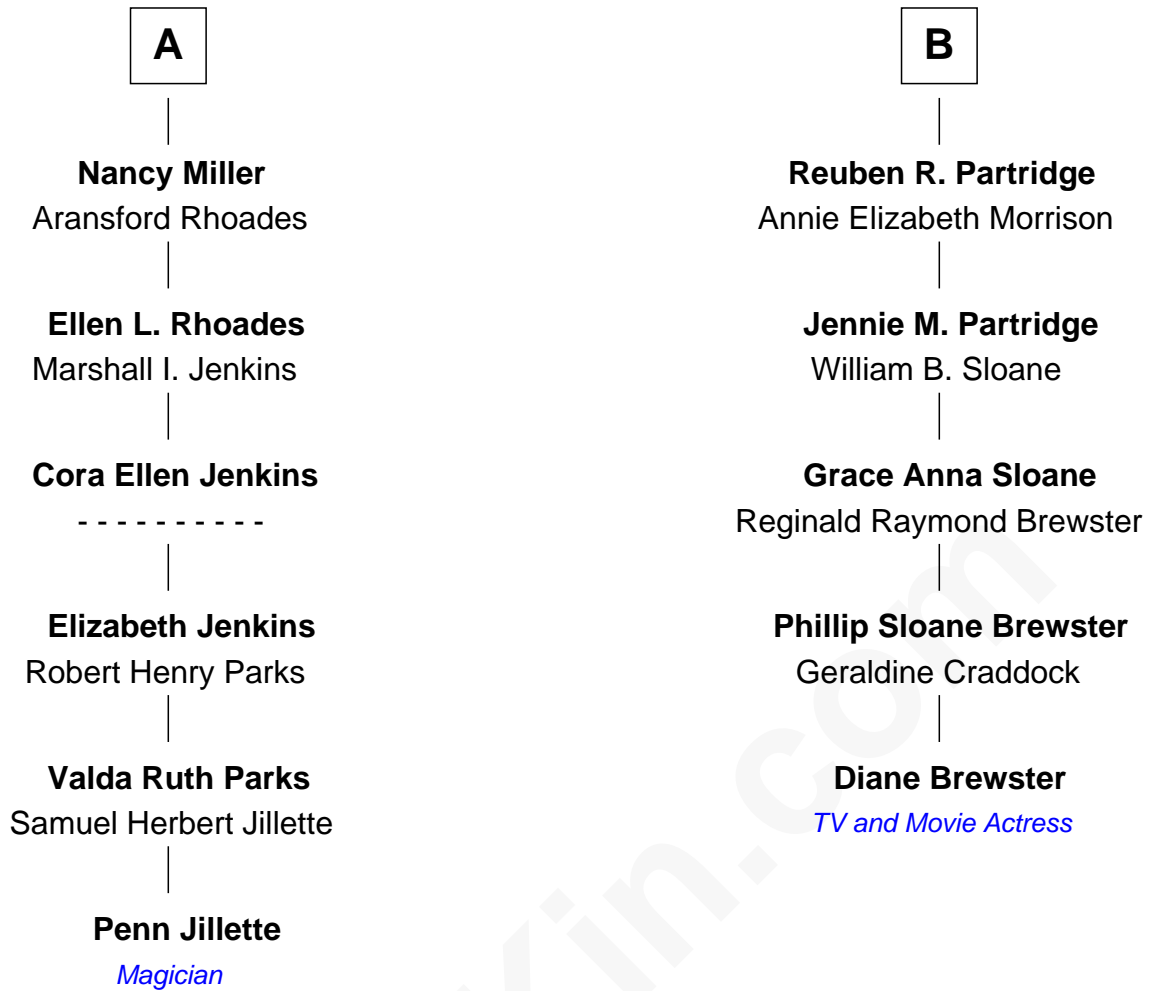 A
B
Nancy Miller
Aransford Rhoades
Reuben R. Partridge
Annie Elizabeth Morrison
Ellen L. Rhoades
Marshall I. Jenkins
Jennie M. Partridge
William B. Sloane
Cora Ellen Jenkins
- - - - - - - - - -
Grace Anna Sloane
Reginald Raymond Brewster
Elizabeth Jenkins
Robert Henry Parks
Phillip Sloane Brewster
Geraldine Craddock
Valda Ruth Parks
Samuel Herbert Jillette
Diane Brewster
TV and Movie Actress
Penn Jillette
Magician
Kin.com